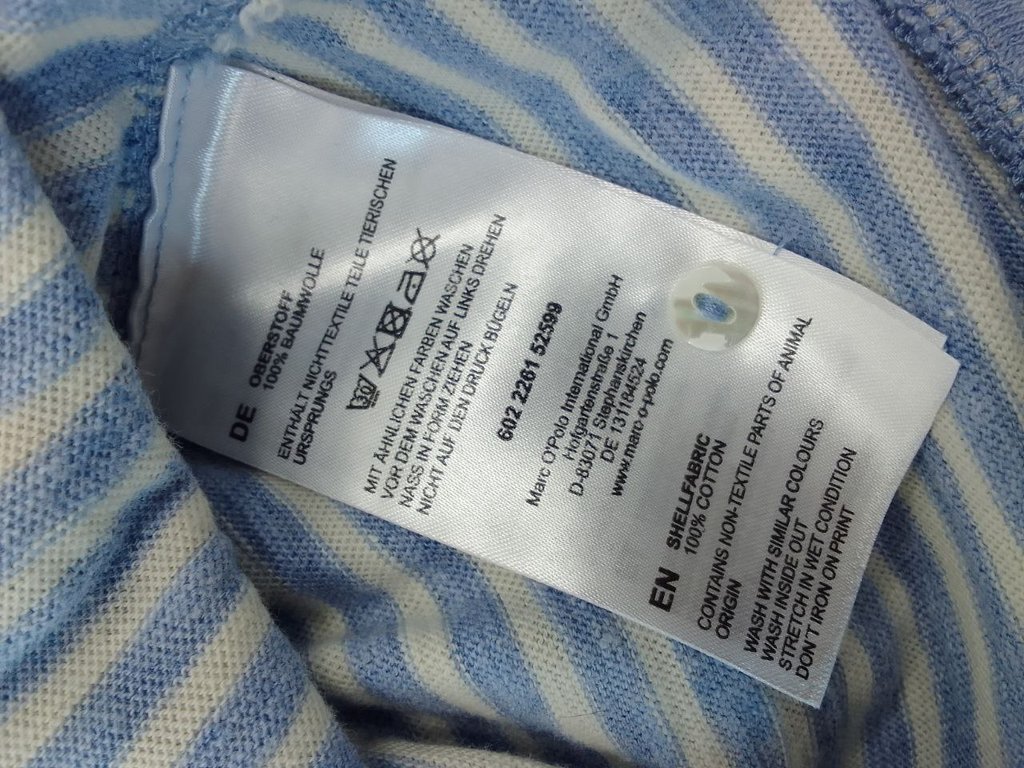 DE OBERSTOFF
100% BAUMWOLLE
ENTHÄLT NICHTTEXTILE TEILE TIERISCHEN
URSPRUNGS
30
MIT ÄHNLICHEN FARBEN WASCHEN
VOR DEM WASCHEN AUF LINKS DREHEN
NASS IN FORM ZIEHEN
NICHT AUF DEN DRUCK BÜGELN
602 2261 52599
Marc O'Polo International GmbH
Hofgartenstraße 1
D-83071 Stephanskirchen
DE 131184524
www.marc-o-polo.com
EN SHELLFABRIC
100% COTTON
CONTAINS NON-TEXTILE PARTS OF ANIMAL
ORIGIN
WASH WITH SIMILAR COLOURS
WASH INSIDE OUT
STRETCH IN WET CONDITION
DON'T IRON ON PRINT